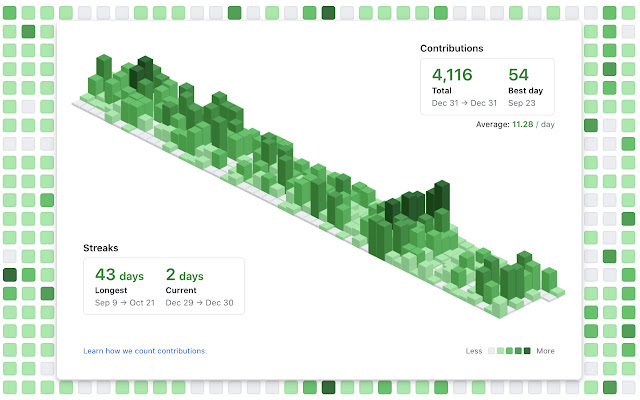 Contributions
4,116 54
Total Best day
Dec 31 → Dec 31 Sep 23
Average: 11.28 / day
Streaks
43 days 2 days
Longest Current
Sep 9 → Oct 21 Dec 29 → Dec 30
Learn how we count contributions.
Less More